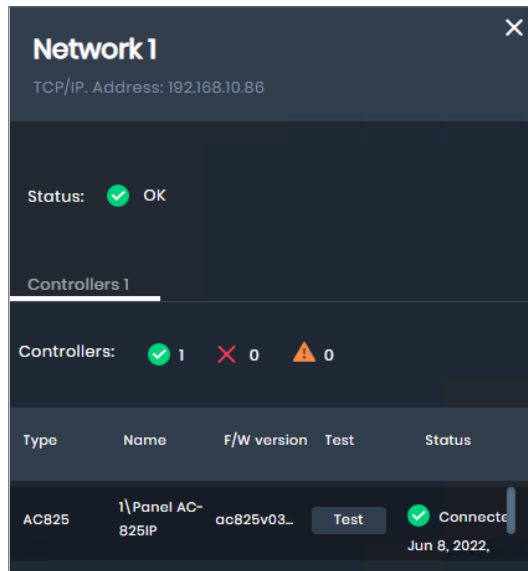 Network 1
TCP/IP. Address: 192.168.10.86
Status: OK
Controllers 1
Controllers: 1 0 0
Type Name F/W version Test Status
AC825 1\Panel AC-825IP ac825v03... Test Connecte
Jun 8, 2022,